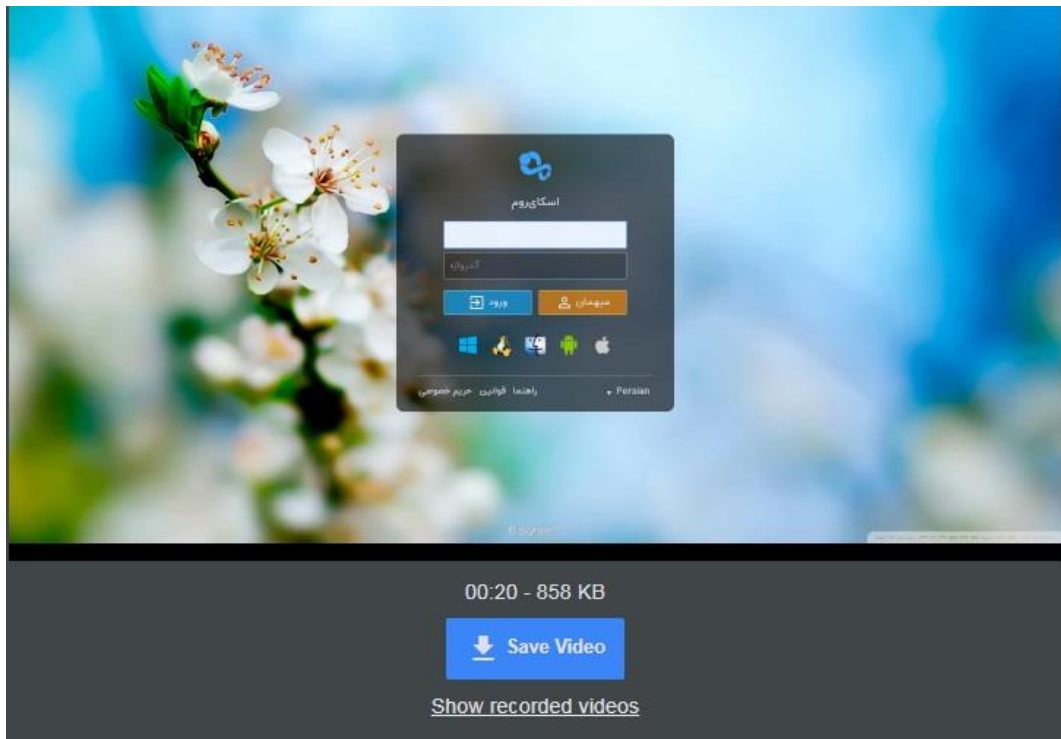 اسکای‌روم
گذرواژه
ورود میهمان
Persian راهنما قوانین حریم خصوصی
00:20 - 858 KB
Save Video
Show recorded videos